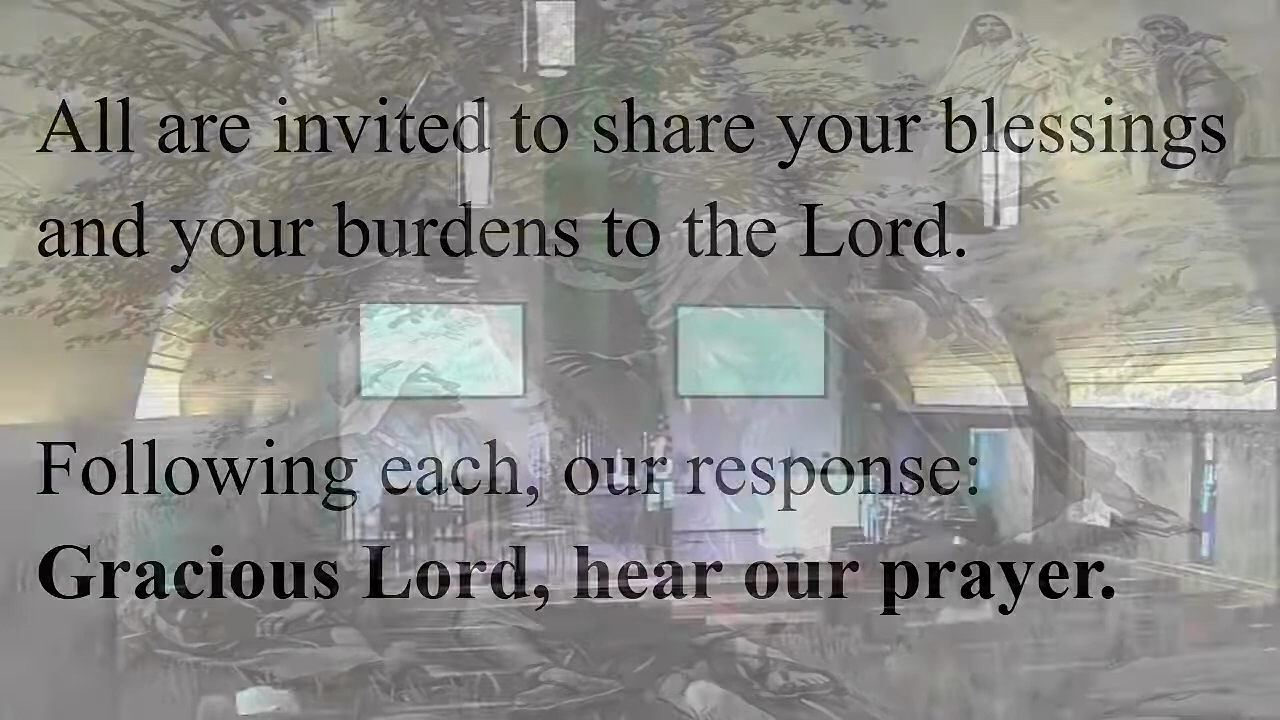 All are invited to share your blessings
and your burdens to the Lord.
Following each, our response:
Gracious Lord, hear our prayer.